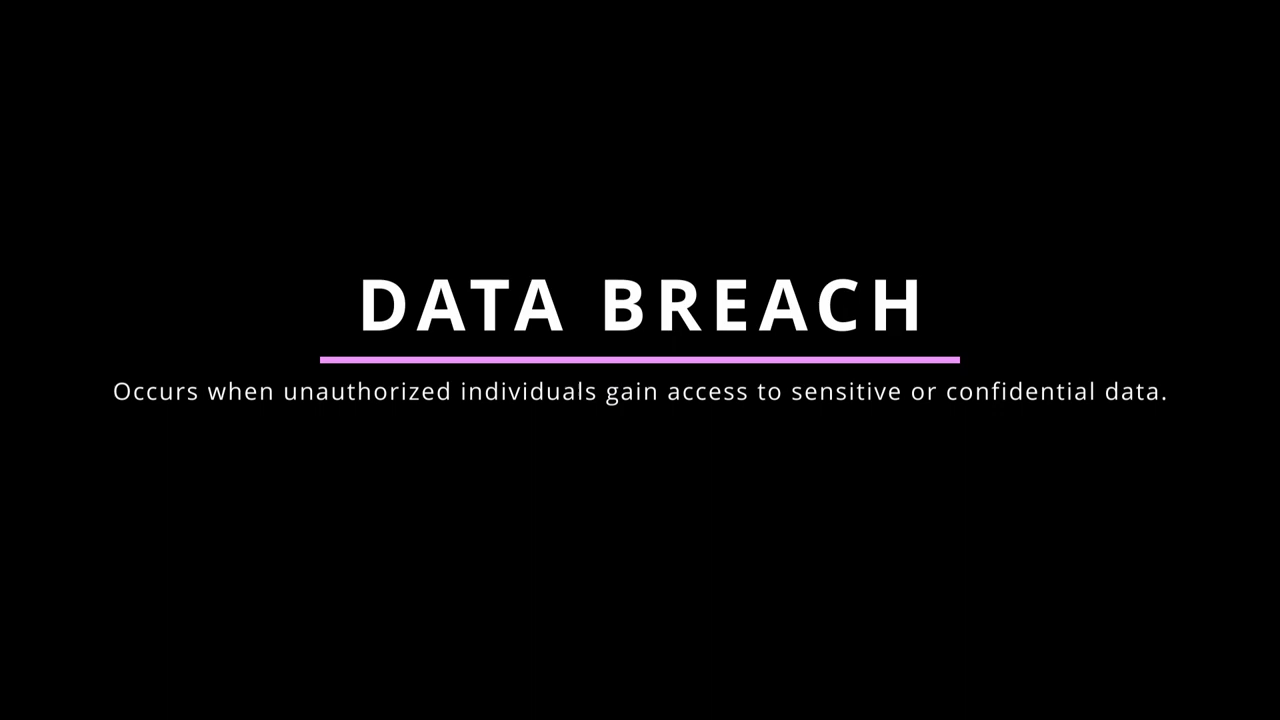 DATA BREACH
Occurs when unauthorized individuals gain access to sensitive or confidential data.